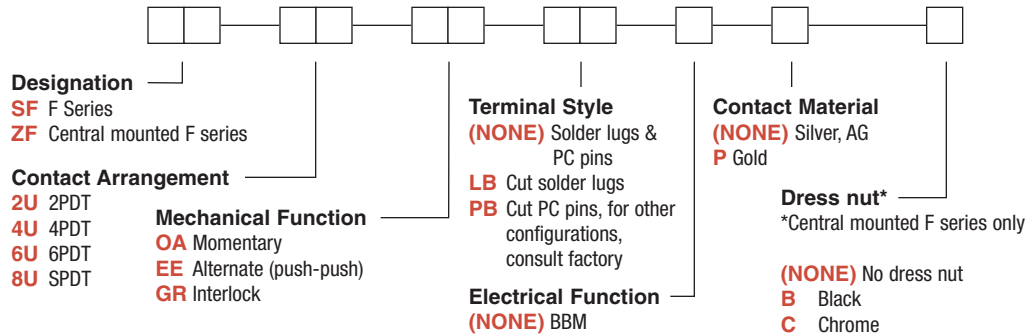 Designation
SF F Series
ZF Central mounted F series
Contact Arrangement
2U 2PDT
4U 4PDT
6U 6PDT
8U SPDT
Mechanical Function
OA Momentary
EE Alternate (push-push)
GR Interlock
Terminal Style
(NONE) Solder lugs &
PC pins
LB Cut solder lugs
PB Cut PC pins, for other
configurations,
consult factory
Electrical Function
(NONE) BBM
Contact Material
(NONE) Silver, AG
P Gold
Dress nut*
*Central mounted F series only
(NONE) No dress nut
B Black
C Chrome